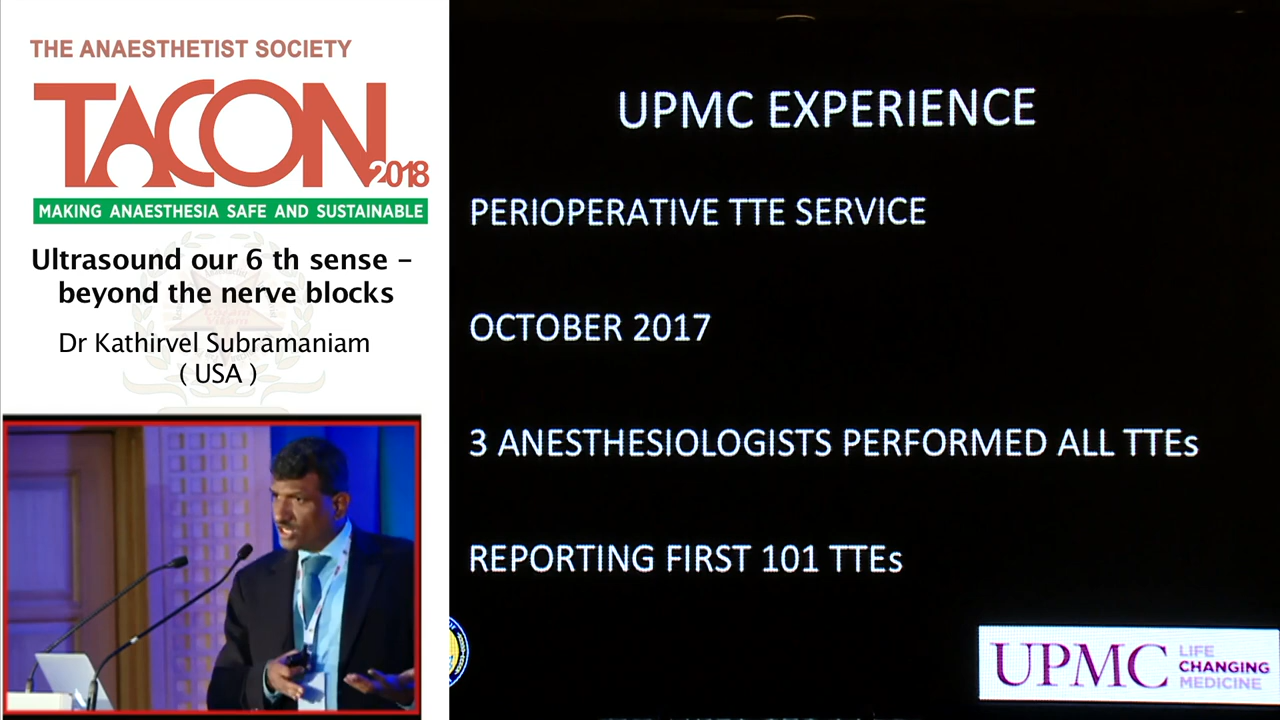 THE ANAESTHETIST SOCIETY
TACON 2018
MAKING ANAESTHESIA SAFE AND SUSTAINABLE
Ultrasound our 6 th sense –
beyond the nerve blocks
Dr Kathirvel Subramaniam
( USA )
UPMC EXPERIENCE
PERIOPERATIVE TTE SERVICE
OCTOBER 2017
3 ANESTHESIOLOGISTS PERFORMED ALL TTEs
REPORTING FIRST 101 TTEs
UPMC LIFE
CHANGING
MEDICINE